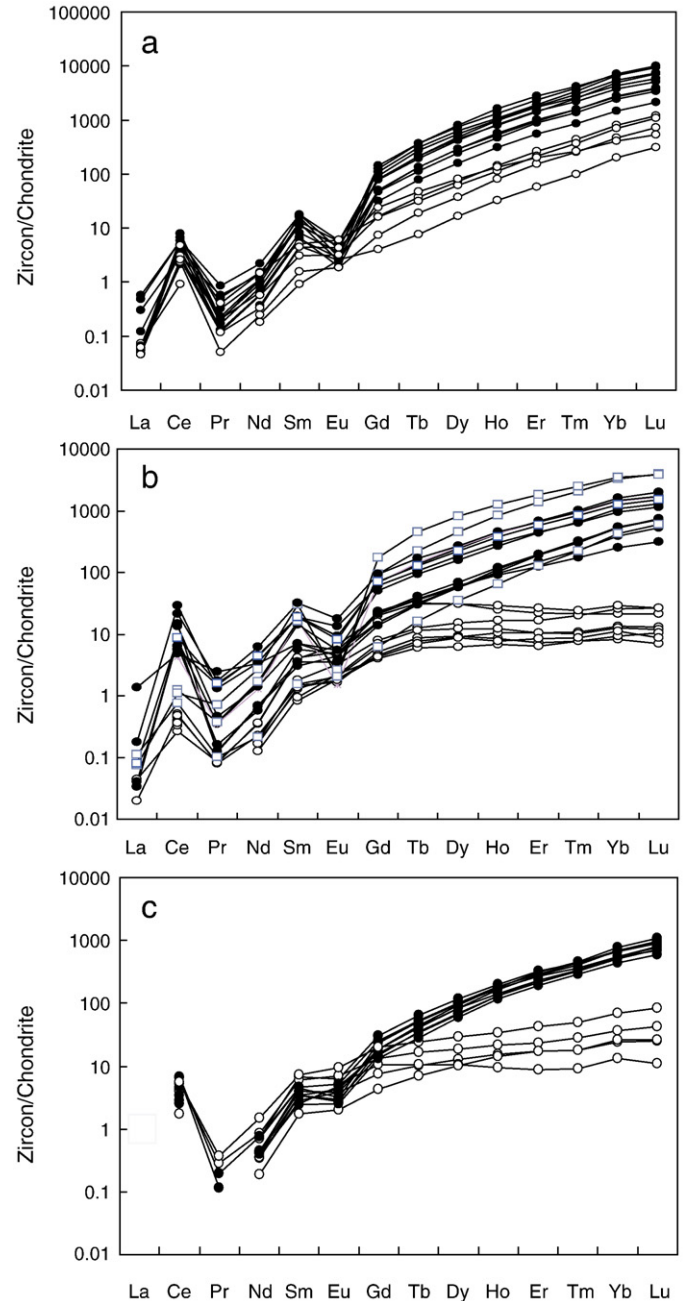 a
100000
10000
1000
100
10
1
0.1
0.01
Zircon/Chondrite
La Ce Pr Nd Sm Eu Gd Tb Dy Ho Er Tm Yb Lu
b
10000
1000
100
10
1
0.1
0.01
Zircon/Chondrite
La Ce Pr Nd Sm Eu Gd Tb Dy Ho Er Tm Yb Lu
c
10000
1000
100
10
1
0.1
0.01
Zircon/Chondrite
La Ce Pr Nd Sm Eu Gd Tb Dy Ho Er Tm Yb Lu